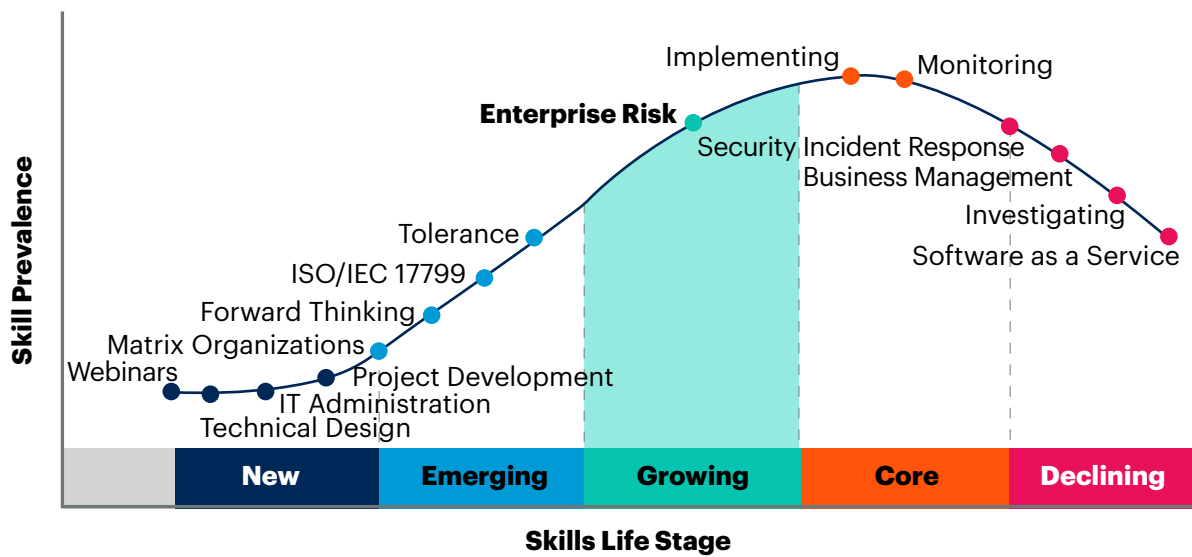 Implementing
Monitoring
Enterprise Risk
Security Incident Response
Business Management
Investigating
Software as a Service
Tolerance
ISO/IEC 17799
Forward Thinking
Matrix Organizations
Webinars
Project Development
IT Administration
Technical Design
Skill Prevalence
New
Emerging
Growing
Core
Declining
Skills Life Stage